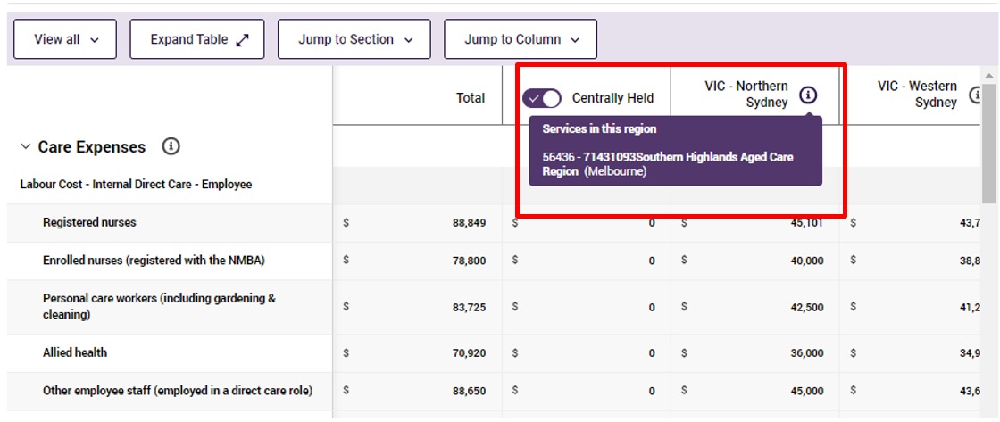 View all
Expand Table
Jump to Section
Jump to Column
Total
Centrally Held
VIC - Northern
Sydney
VIC - Western
Sydney
Services in this region
56436 - 71431093Southern Highlands Aged Care
Region (Melbourne)
Care Expenses
Labour Cost - Internal Direct Care - Employee
Registered nurses $ 88,849 $ 0 $ 45,101 $ 43,7
Enrolled nurses (registered with the NMBA) $ 78,800 $ 0 $ 40,000 $ 38,8
Personal care workers (including gardening &
cleaning) $ 83,725 $ 0 $ 42,500 $ 41,2
Allied health $ 70,920 $ 0 $ 36,000 $ 34,9
Other employee staff (employed in a direct care role) $ 88,650 $ 0 $ 45,000 $ 43,6